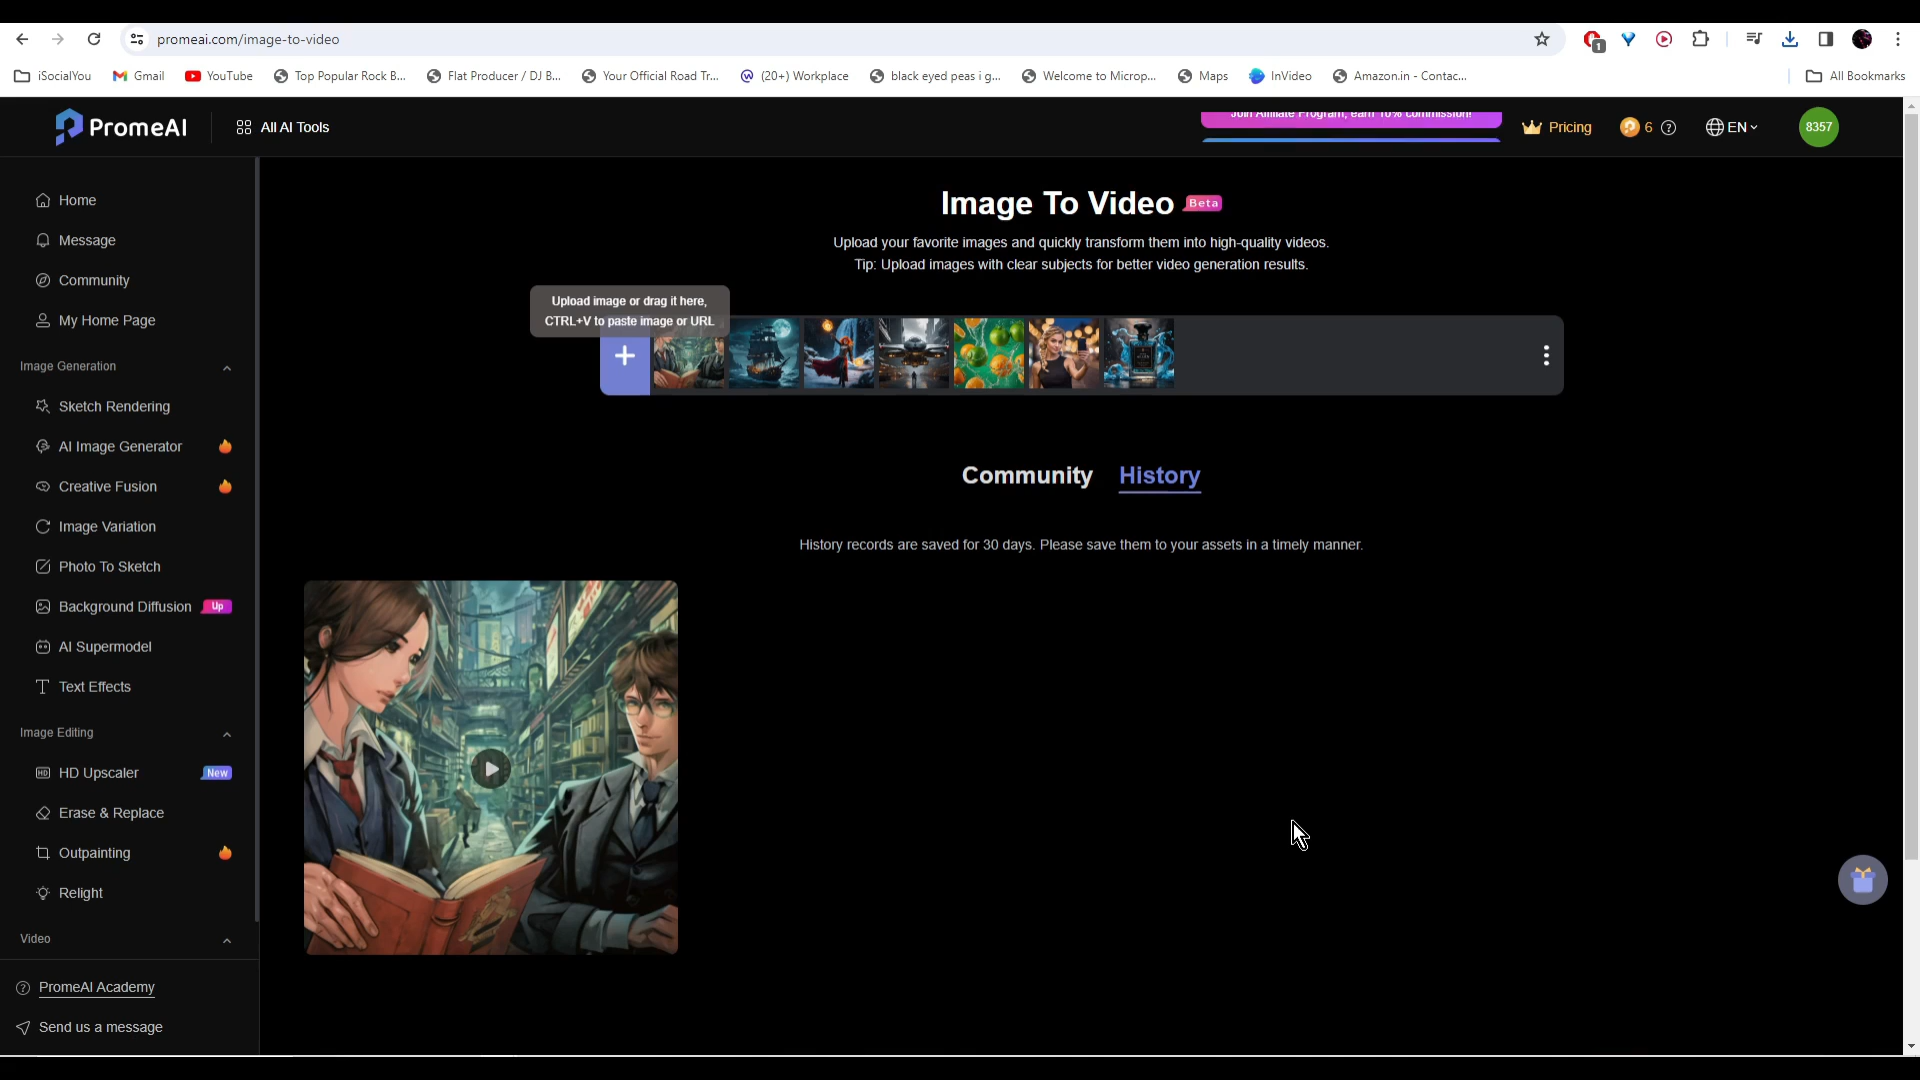 promeai.com/image-to-video
1
iSocialYou
Gmail
YouTube
Top Popular Rock B...
Flat Producer / DJ B...
Your Official Road Tr...
(20+) Workplace
black eyed peas i g...
Welcome to Microp...
Maps
InVideo
Amazon.in - Contac...
All Bookmarks
PromeAI
All AI Tools
Join Affiliate Program, earn 10% commission!
Pricing
6
EN
8357
Home
Message
Community
My Home Page
Image Generation
Sketch Rendering
AI Image Generator
Creative Fusion
Image Variation
Photo To Sketch
Background Diffusion Up
AI Supermodel
Text Effects
Image Editing
HD Upscaler New
Erase & Replace
Outpainting
Relight
Video
PromeAI Academy
Send us a message
Image To Video Beta
Upload your favorite images and quickly transform them into high-quality videos.
Tip: Upload images with clear subjects for better video generation results.
Upload image or drag it here,
CTRL+V to paste image or URL
Community History
History records are saved for 30 days. Please save them to your assets in a timely manner.